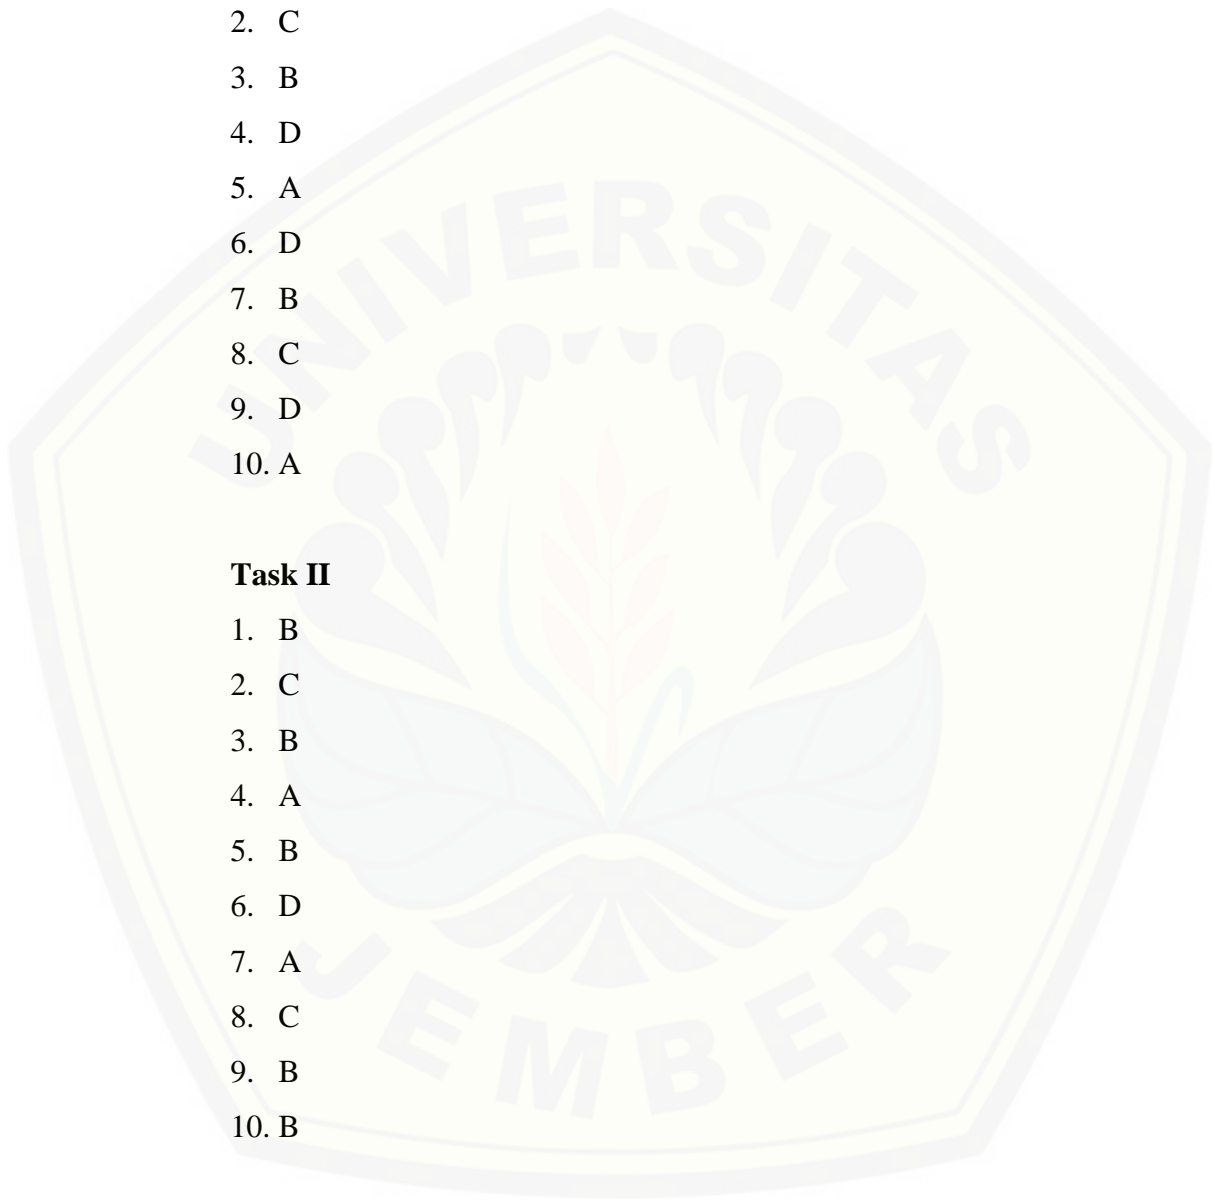 2. C
3. B
4. D
5. A
6. D
7. B
8. C
9. D
10. A
Task II
1. B
2. C
3. B
4. A
5. B
6. D
7. A
8. C
9. B
10. B
UNIVERSITAS
JEMBER